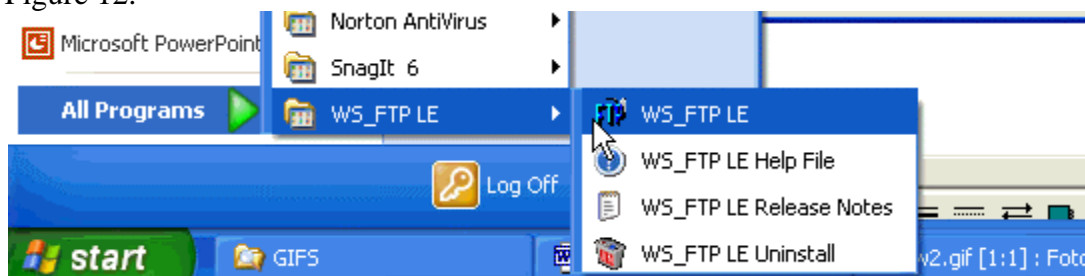 Figure 12.
Norton AntiVirus
Microsoft PowerPoint
SnagIt 6
All Programs
WS_FTP LE
WS_FTP LE
WS_FTP LE Help File
Log Off
WS_FTP LE Release Notes
start
GIFS
WS_FTP LE Uninstall
w2.gif [1:1] : Foto